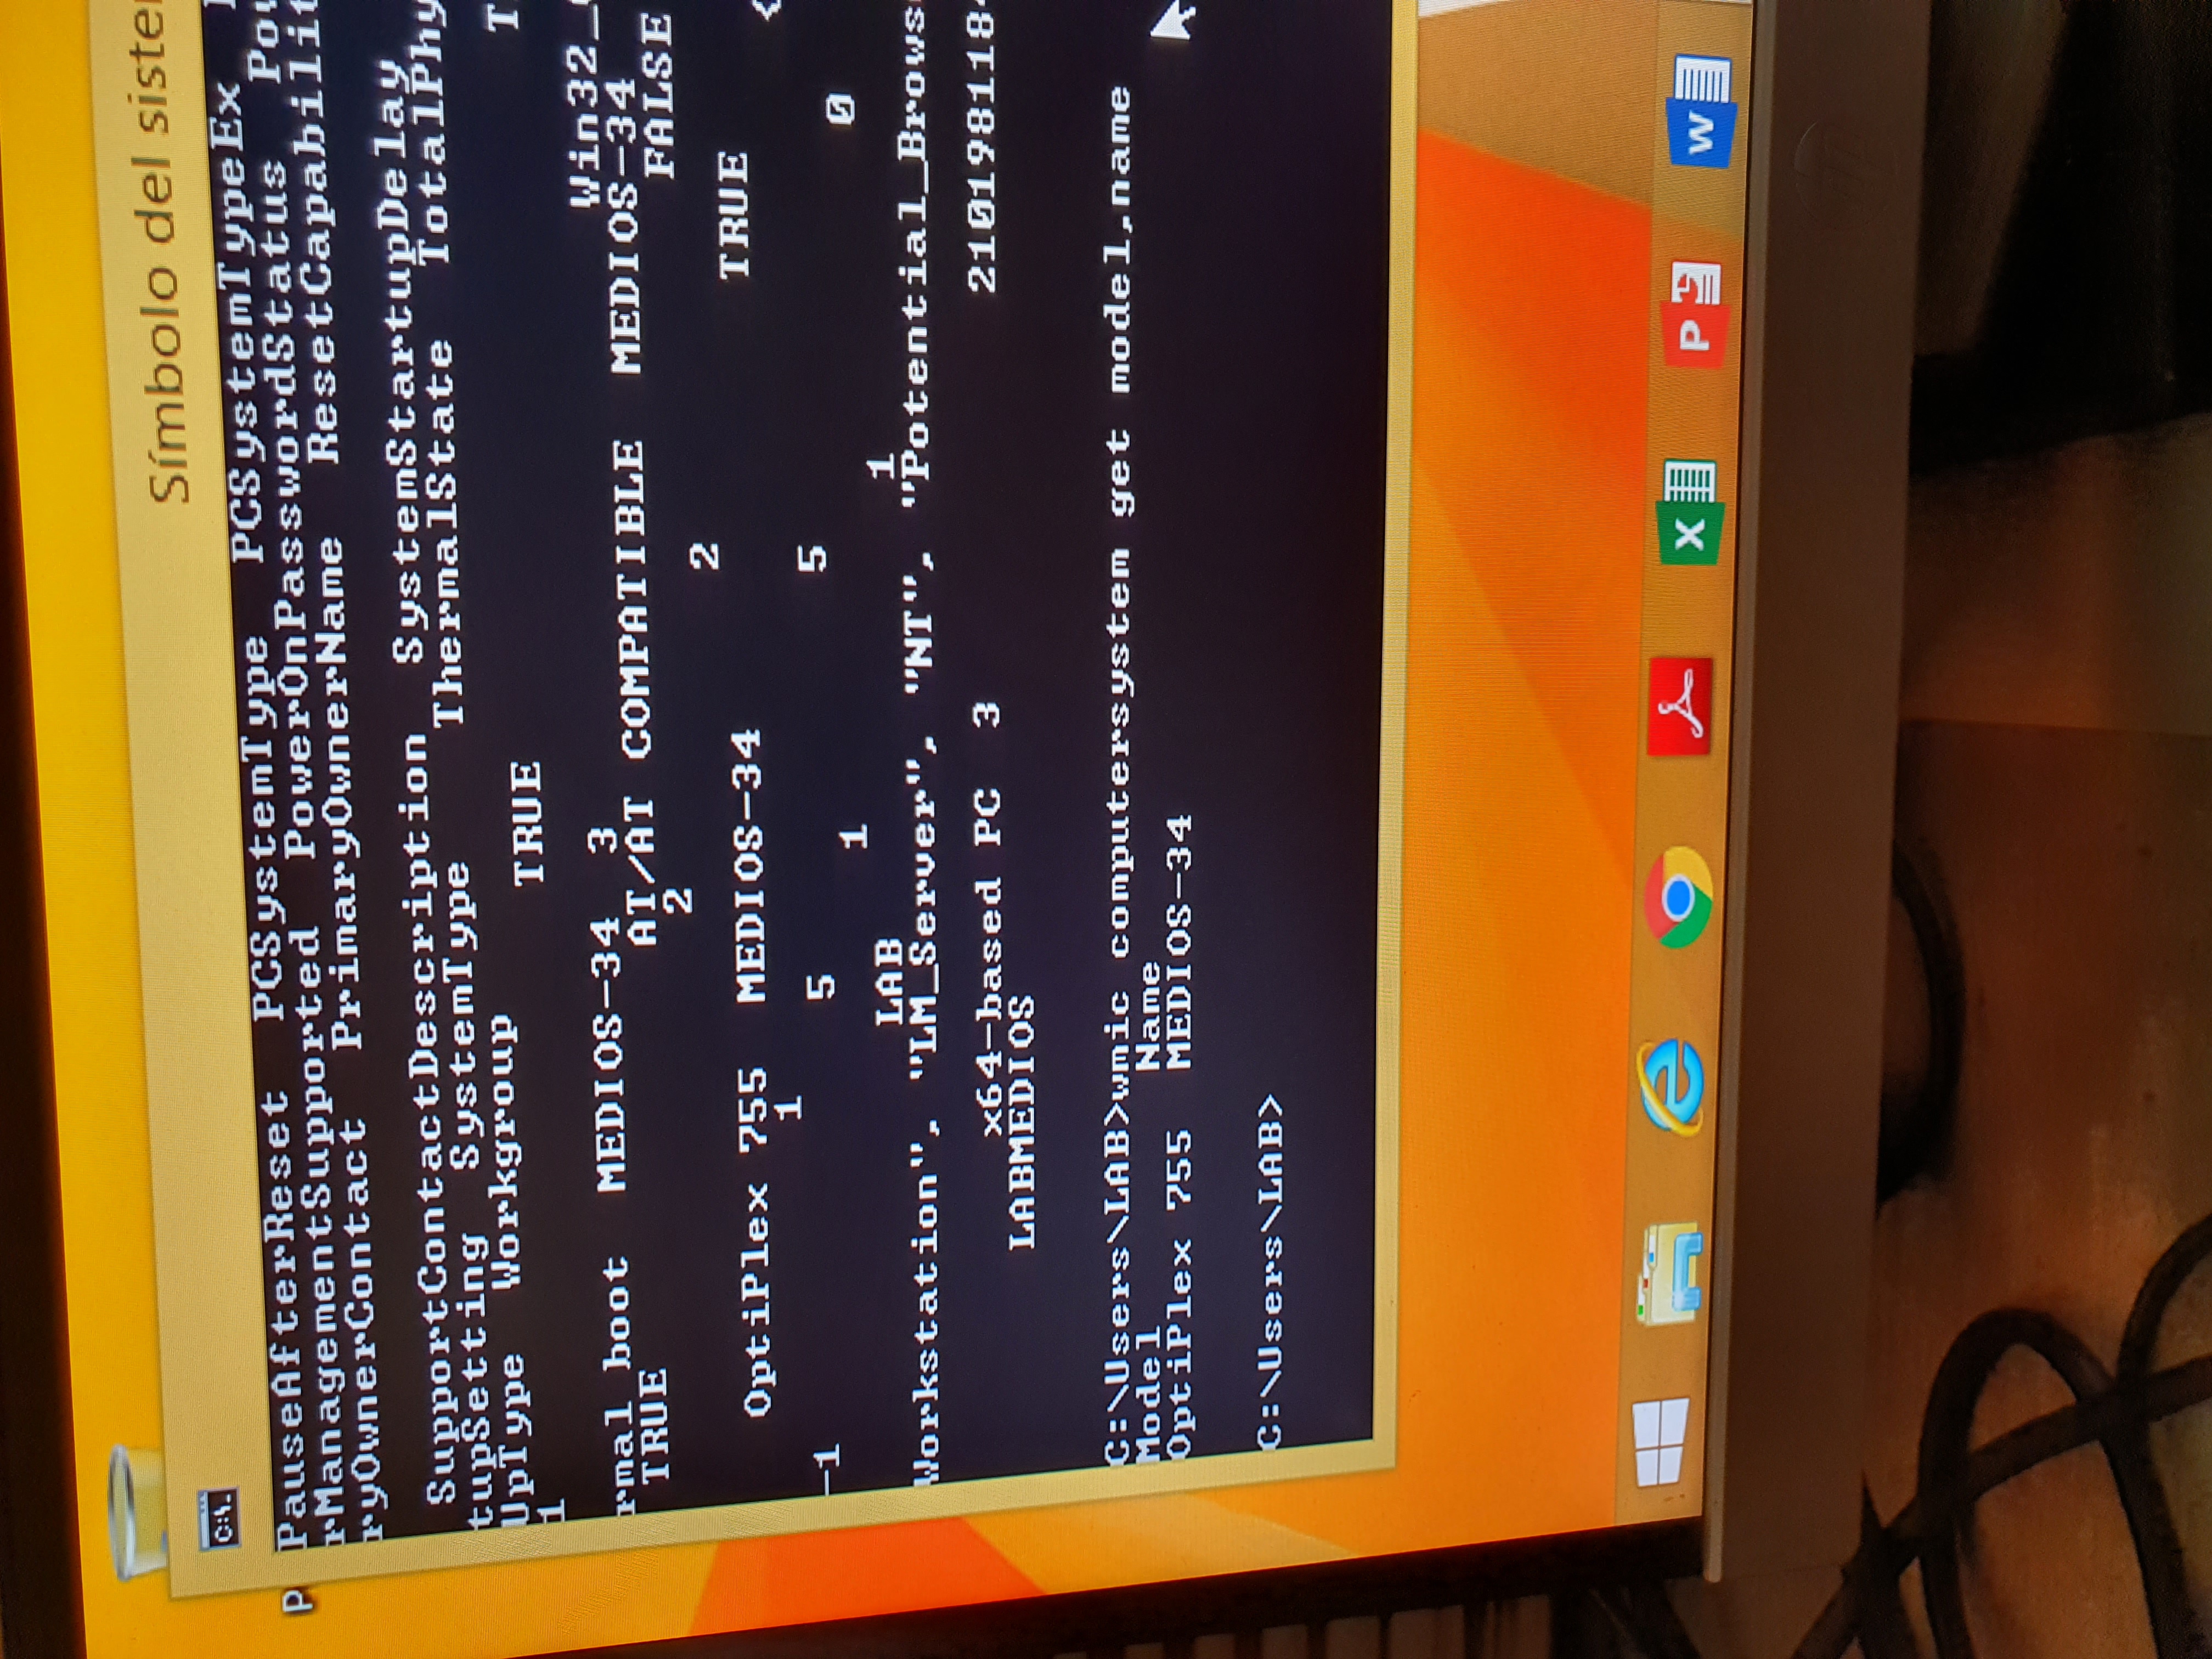 Símbolo del
C:\.
P
PauseAfterReset PCSystemType PCSystemTypeEx
rManagementSupported PowerOnPasswordStatus
ryOwnerContact PrimaryOwnerName
SupportContactDescription SystemStartupDelay
tupSetting SystemType ThermalState
UpType Workgroup
1 TRUE
rmal boot MEDIOS-34 3 Win32_
TRUE AT/AT COMPATIBLE MEDIOS-34
2 FALSE
2
OptiPlex 755 MEDIOS-34 TRUE
1
-1 5 5
1 0
LAB 1
Workstation", "LM_Server", "NT", "Potential_Brows
x64-based PC 3 210198118
LABMEDIOS
C:\Users\LAB>wmic computersystem get model,name
Model Name
OptiPlex 755 MEDIOS-34
C:\Users\LAB>
X P W
hp